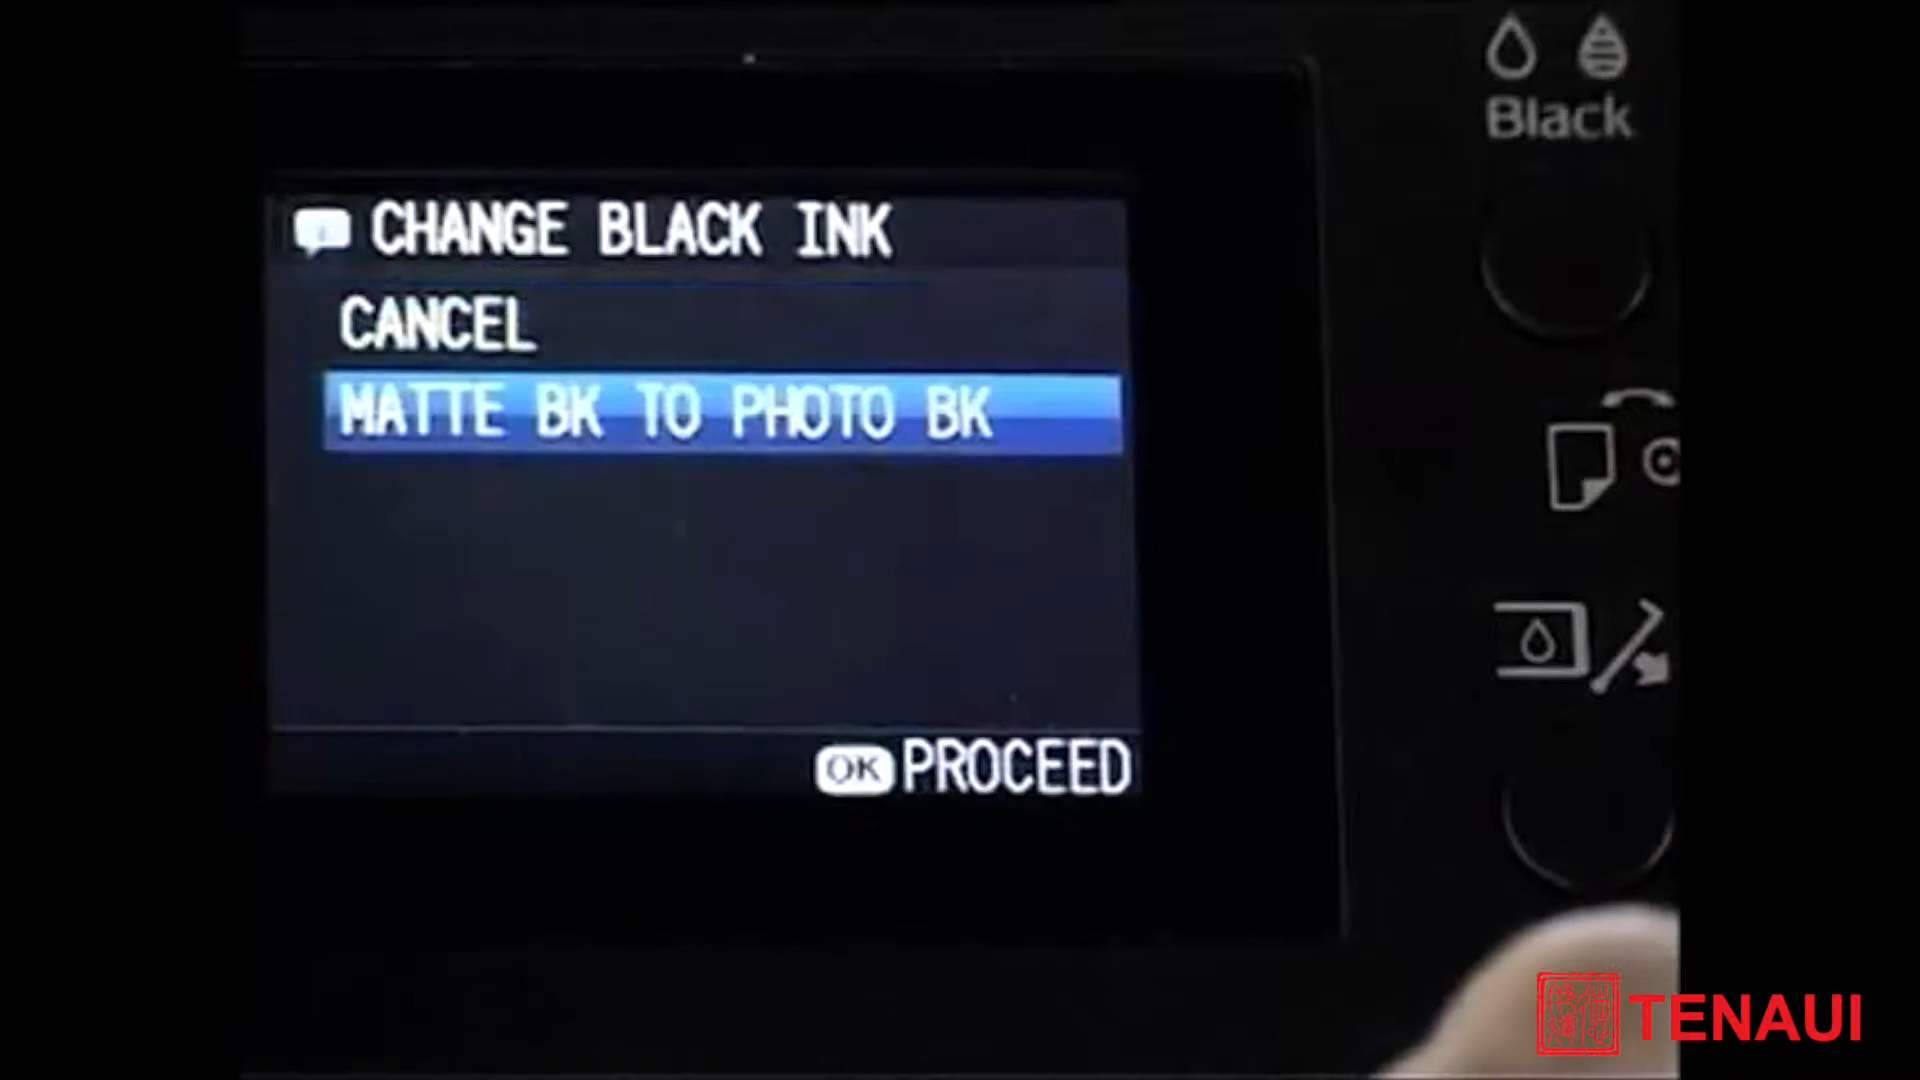 Black
CHANGE BLACK INK
CANCEL
MATTE BK TO PHOTO BK
OK PROCEED
TENAUI